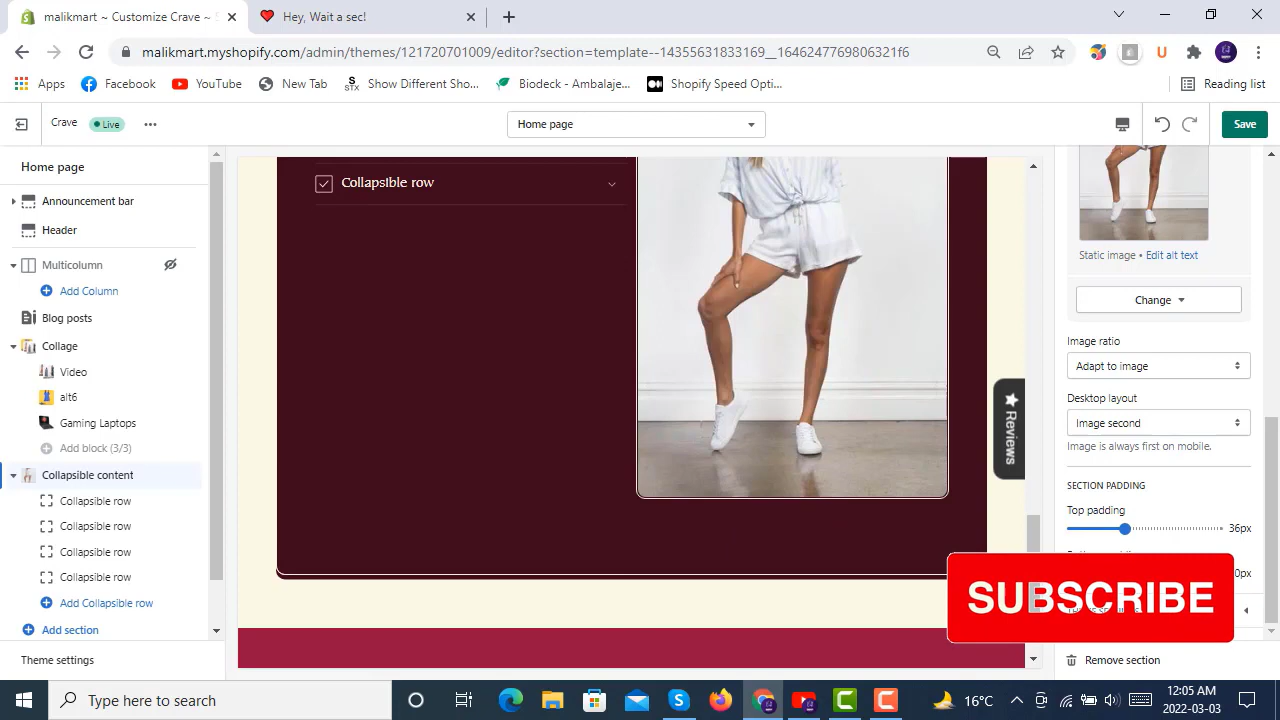 malikmart ~ Customize Crave ~
Hey, Wait a sec!
malikmart.myshopify.com/admin/themes/121720701009/editor?section=template--14355631833169__1646247769806321f6
Apps
Facebook
YouTube
New Tab
STX
Show Different Sho...
Biodeck - Ambalaje...
Shopify Speed Opti...
Reading list
Crave
Live
Home page
Save
Home page
Announcement bar
Header
Multicolumn
Add Column
Blog posts
Collage
Video
alt6
Gaming Laptops
Add block (3/3)
Collapsible content
Collapsible row
Collapsible row
Collapsible row
Collapsible row
Add Collapsible row
Add section
Theme settings
Collapsible row
Reviews
Static image • Edit alt text
Change
Image ratio
Adapt to image
Desktop layout
Image second
Image is always first on mobile.
SECTION PADDING
Top padding
36px
0px
SUBSCRIBE
Remove section
Type here to search
16°C
12:05 AM
2022-03-03